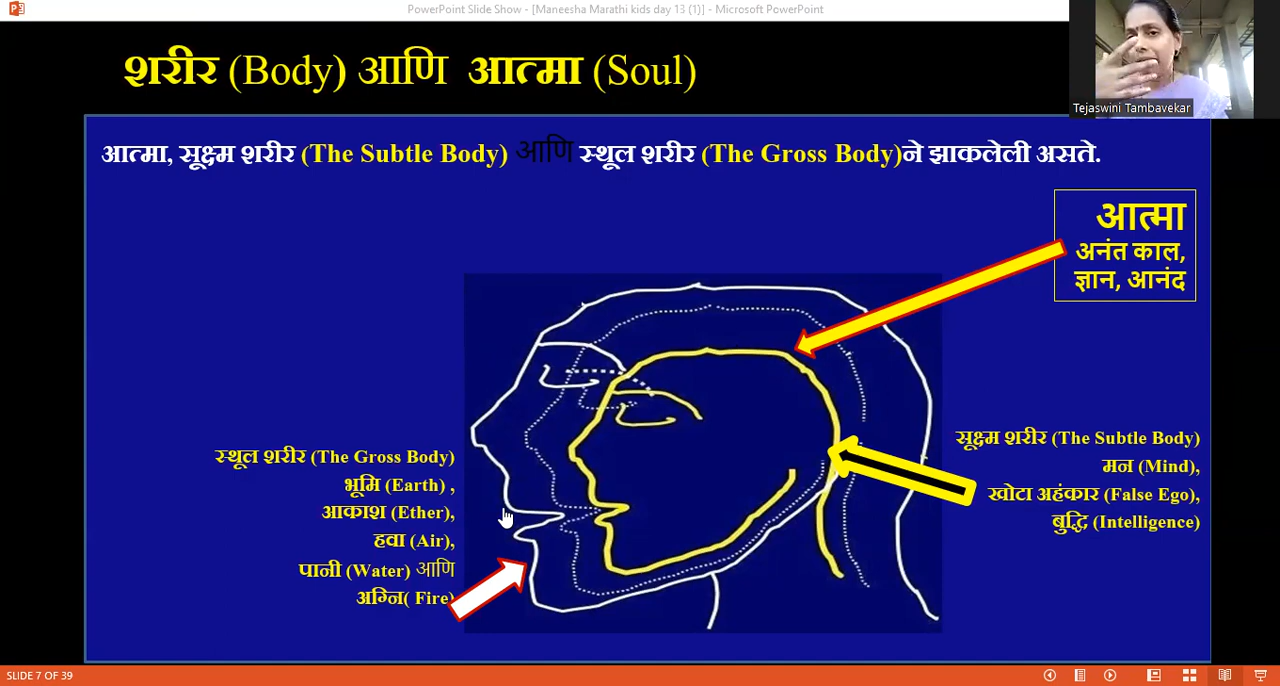 PowerPoint Slide Show - [Maneesha Marathi kids day 13 (1)] - Microsoft PowerPoint
शरीर (Body) आणि आत्मा (Soul)
Tejaswini Tambavekar
आत्मा, सूक्ष्म शरीर (The Subtle Body) आणि स्थूल शरीर (The Gross Body)ने झाकलेली असते.
आत्मा
अनंत काल,
ज्ञान, आनंद
स्थूल शरीर (The Gross Body)
भूमि (Earth) ,
आकाश (Ether),
हवा (Air),
पानी (Water) आणि
अग्नि( Fire)
सूक्ष्म शरीर (The Subtle Body)
मन (Mind),
खोटा अहंकार (False Ego),
बुद्धि (Intelligence)
SLIDE 7 OF 39